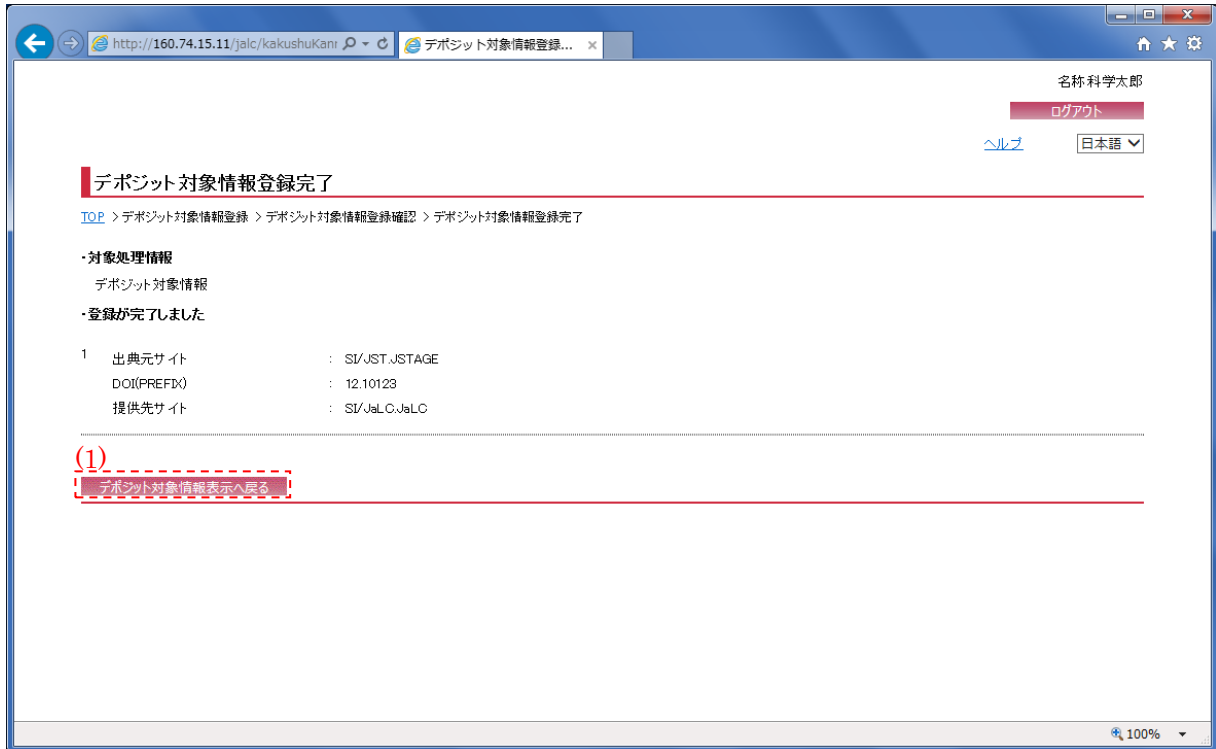 http://160.74.15.11/jalc/kakushuKanr
デポジット対象情報登録...
名称 科学太郎
ログアウト
ヘルプ
日本語
デポジット対象情報登録完了
TOP > デポジット対象情報登録 > デポジット対象情報登録確認 > デポジット対象情報登録完了
・対象処理情報
デポジット対象情報
・登録が完了しました
1 出典元サイト : SI/JST.JSTAGE
DOI(PREFIX) : 12.10123
提供先サイト : SI/JaLC.JaLC
(1)
デポジット対象情報表示へ戻る
100%